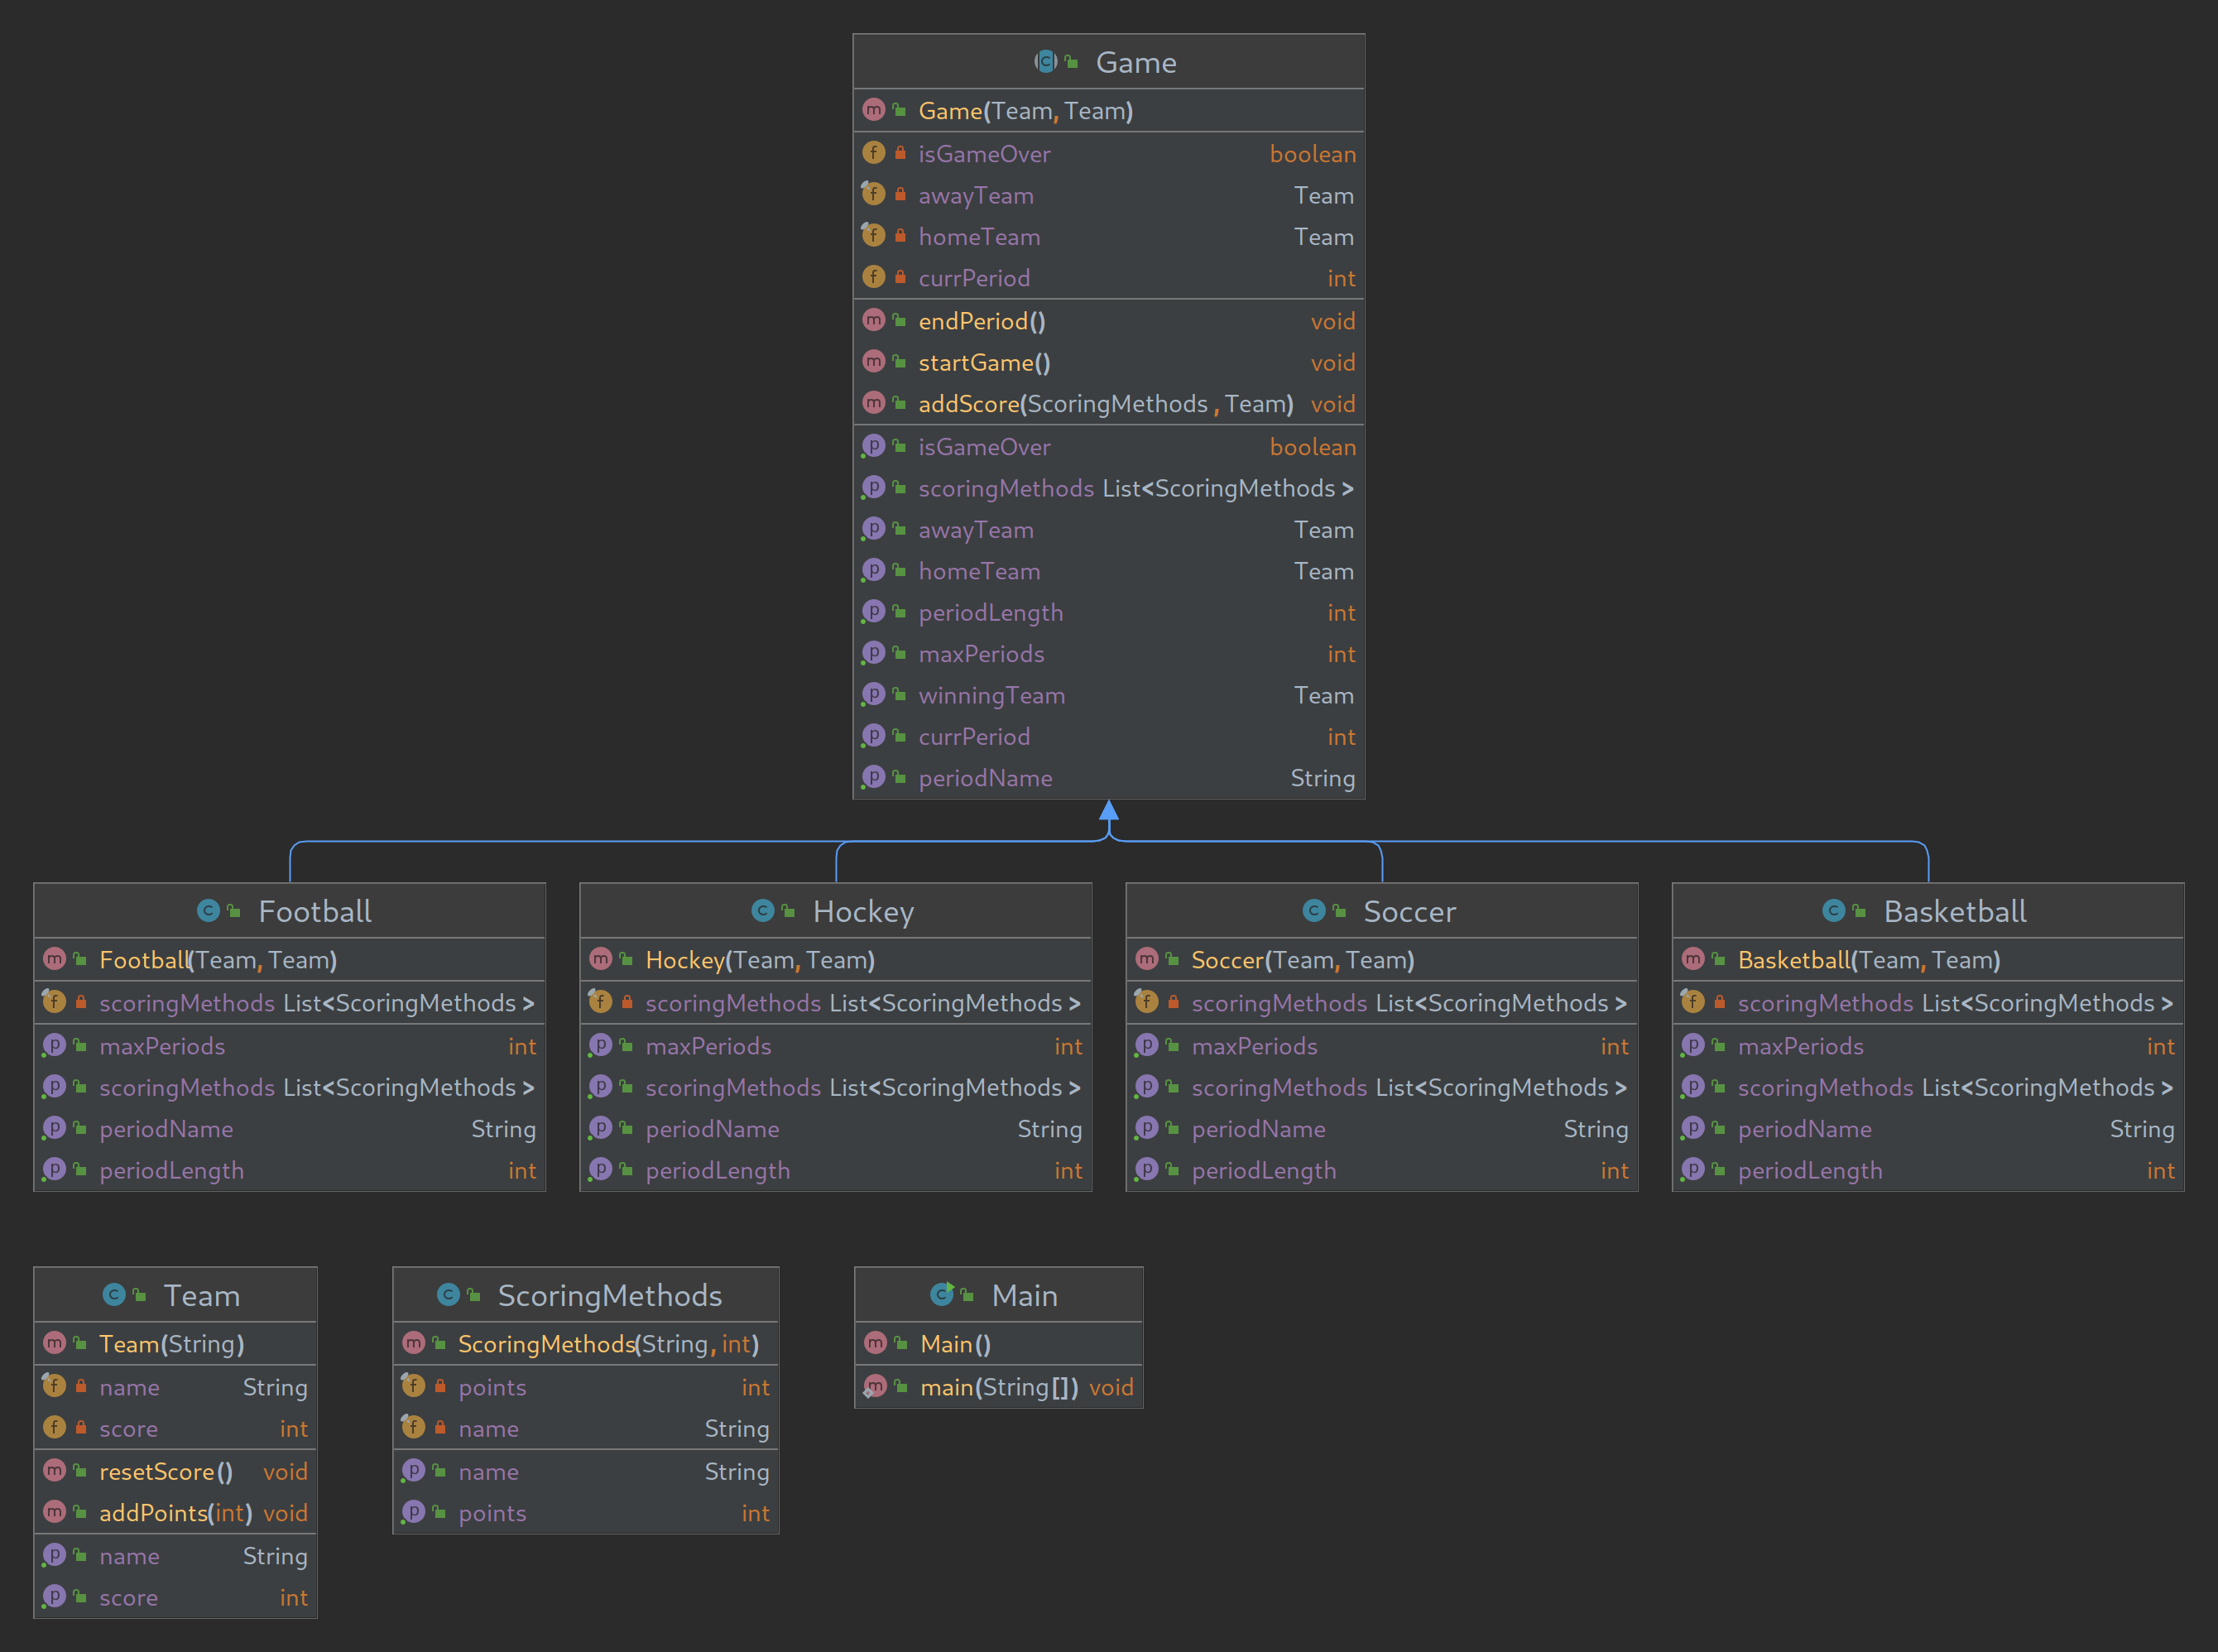 Game
Game(Team, Team)
isGameOver boolean
awayTeam Team
homeTeam Team
currPeriod int
endPeriod() void
startGame() void
addScore(ScoringMethods , Team) void
isGameOver boolean
scoringMethods List<ScoringMethods >
awayTeam Team
homeTeam Team
periodLength int
maxPeriods int
winningTeam Team
currPeriod int
periodName String
Football
Football(Team, Team)
scoringMethods List<ScoringMethods >
maxPeriods int
scoringMethods List<ScoringMethods >
periodName String
periodLength int
Hockey
Hockey(Team, Team)
scoringMethods List<ScoringMethods >
maxPeriods int
scoringMethods List<ScoringMethods >
periodName String
periodLength int
Soccer
Soccer(Team, Team)
scoringMethods List<ScoringMethods >
maxPeriods int
scoringMethods List<ScoringMethods >
periodName String
periodLength int
Basketball
Basketball(Team, Team)
scoringMethods List<ScoringMethods >
maxPeriods int
scoringMethods List<ScoringMethods >
periodName String
periodLength int
Team
Team(String)
name String
score int
resetScore() void
addPoints(int) void
name String
score int
ScoringMethods
ScoringMethods(String, int)
points int
name String
name String
points int
Main
Main()
main(String[]) void